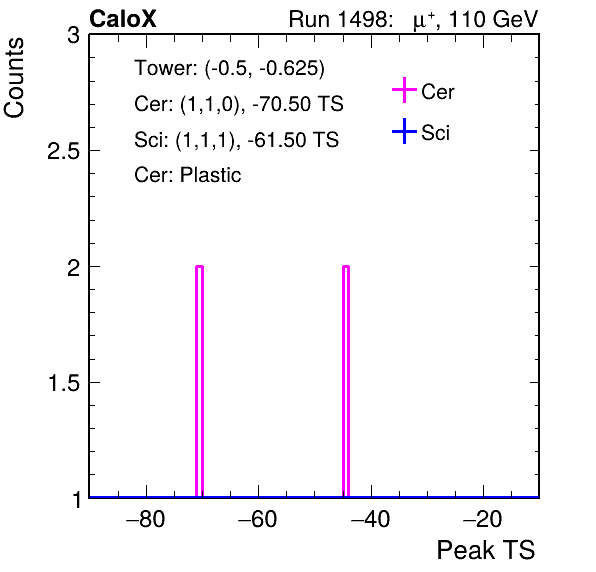 CaloX Run 1498: μ⁺, 110 GeV
Counts
3
2.5
2
1.5
1
Tower: (-0.5, -0.625)
Cer: (1,1,0), -70.50 TS
Sci: (1,1,1), -61.50 TS
Cer: Plastic
Cer
Sci
−80 −60 −40 −20
Peak TS